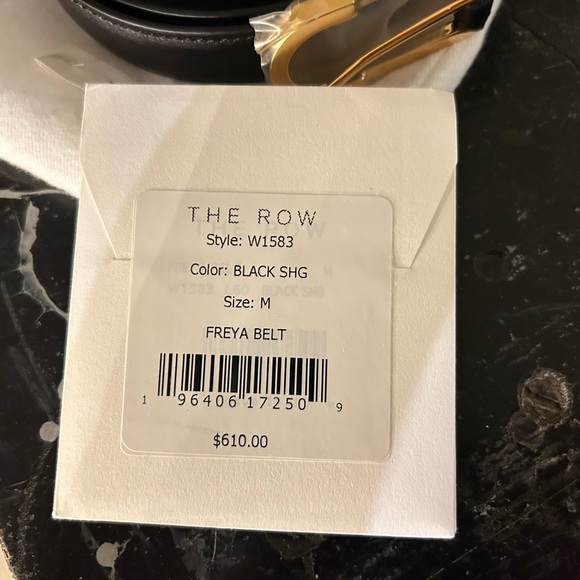 THE ROW
Style: W1583
Color: BLACK SHG
Size: M
FREYA BELT
1 96406 17250 9
$610.00